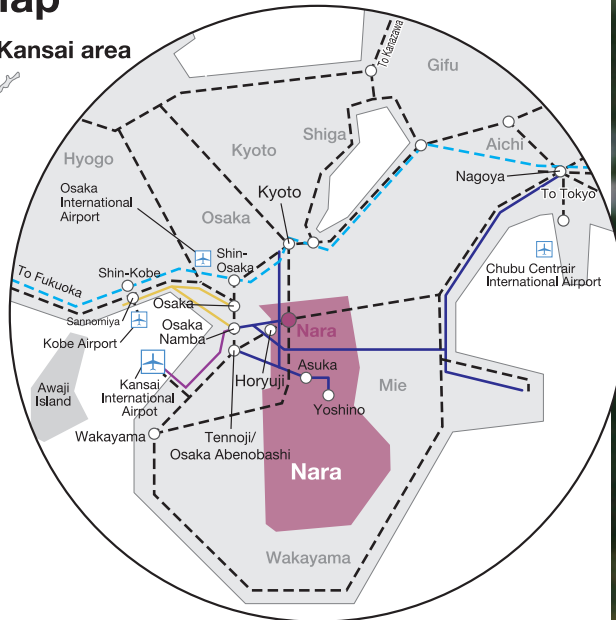 ap
Kansai area
To Kanazawa
Gifu
Shiga
Aichi
Kyoto
Hyogo
Nagoya
Osaka
International
Airport
Kyoto
To Tokyo
Osaka
Shin-
Osaka
Chubu Centrair
International Airport
To Fukuoka
Shin-Kobe
Osaka
Sannomiya
Nara
Kobe Airport
Osaka
Namba
Asuka
Horyuji
Kansai
International
Airpot
Mie
Awaji
Island
Yoshino
Wakayama
Tennoji/
Osaka Abenobashi
Nara
Wakayama